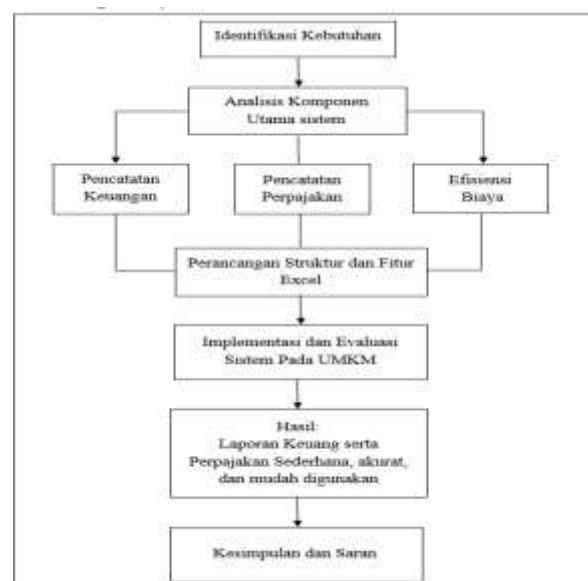 Identifikasi Kebutuhan
Analisis Komponen
Utama sistem
Pencatatan
Keuangan
Pencatatan
Perpajakan
Efisiensi
Biaya
Perancangan Struktur dan Fitur
Excel
Implementasi dan Evaluasi
Sistem Pada UMKM
Hasil:
Laporan Keuang serta
Perpajakan Sederhana, akurat,
dan mudah digunakan
Kesimpulan dan Saran